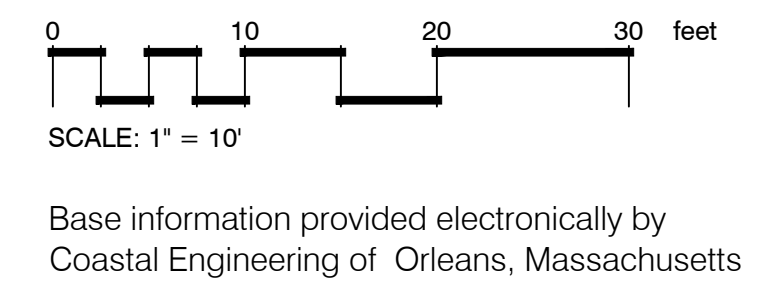 0 10 20 30 feet
SCALE: 1" = 10'
Base information provided electronically by
Coastal Engineering of Orleans, Massachusetts